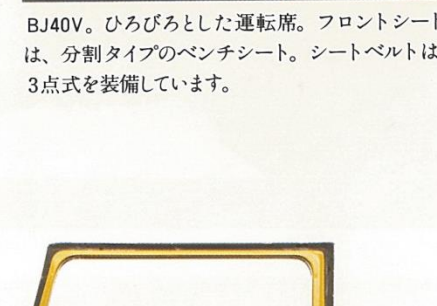 BJ40V。ひろびろとした運転席。フロントシート
は、分割タイプのベンチシート。シートベルトは
3点式を装備しています。